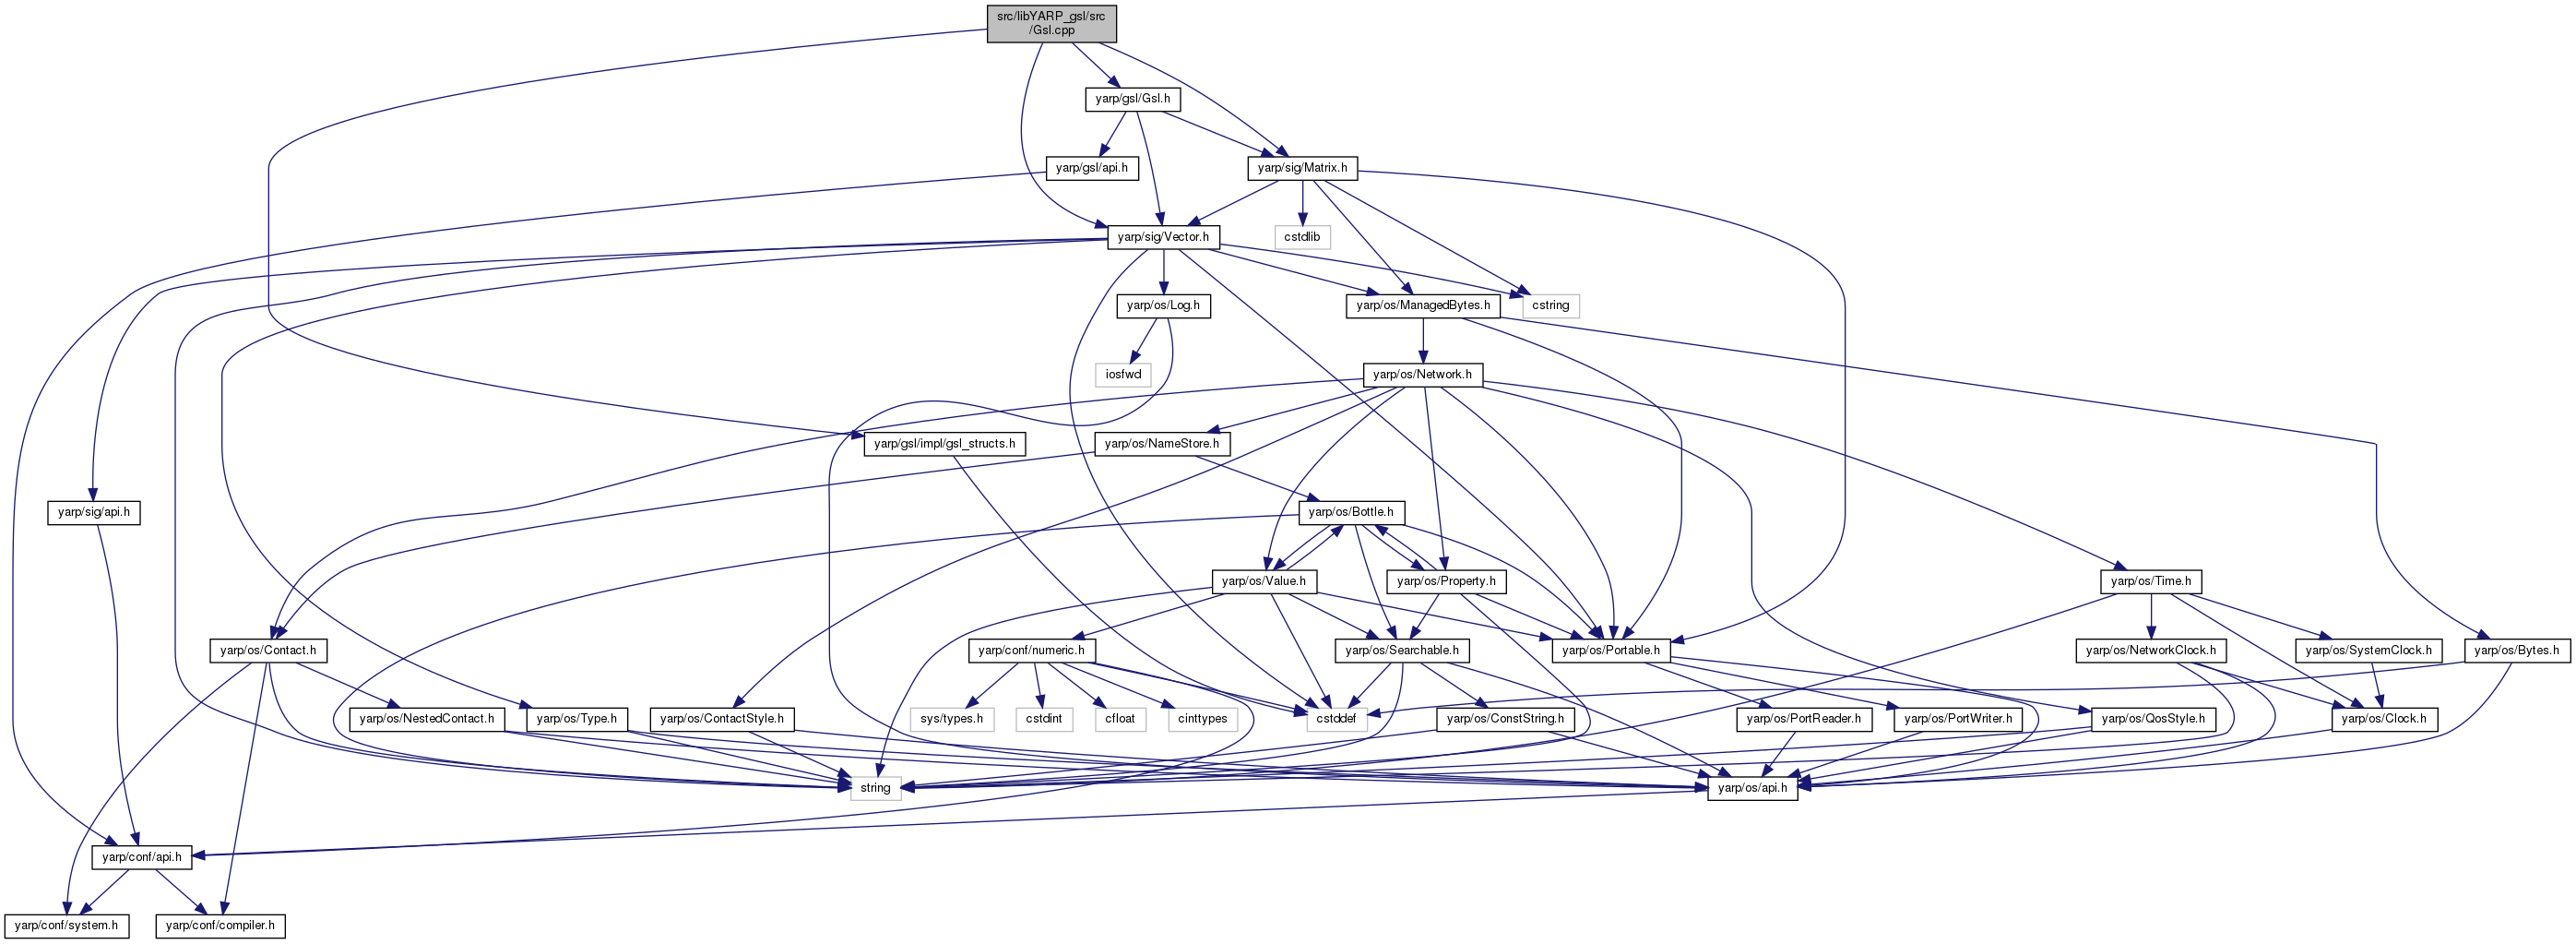 src/libYARP_gsl/src
/Gsl.cpp
yarp/gsl/Gsl.h
yarp/gsl/api.h
yarp/sig/Matrix.h
yarp/sig/Vector.h
cstdlib
yarp/os/Log.h
yarp/os/ManagedBytes.h
cstring
iosfwd
yarp/os/Network.h
yarp/gsl/impl/gsl_structs.h
yarp/os/NameStore.h
yarp/sig/api.h
yarp/os/Bottle.h
yarp/os/Value.h
yarp/os/Property.h
yarp/os/Time.h
yarp/os/Contact.h
yarp/conf/numeric.h
yarp/os/Searchable.h
yarp/os/Portable.h
yarp/os/NetworkClock.h
yarp/os/SystemClock.h
yarp/os/Bytes.h
yarp/os/NestedContact.h
yarp/os/Type.h
yarp/os/ContactStyle.h
sys/types.h
cstdint
cfloat
cinttypes
cstddef
yarp/os/ConstString.h
yarp/os/PortReader.h
yarp/os/PortWriter.h
yarp/os/QosStyle.h
yarp/os/Clock.h
string
yarp/os/api.h
yarp/conf/api.h
yarp/conf/system.h
yarp/conf/compiler.h